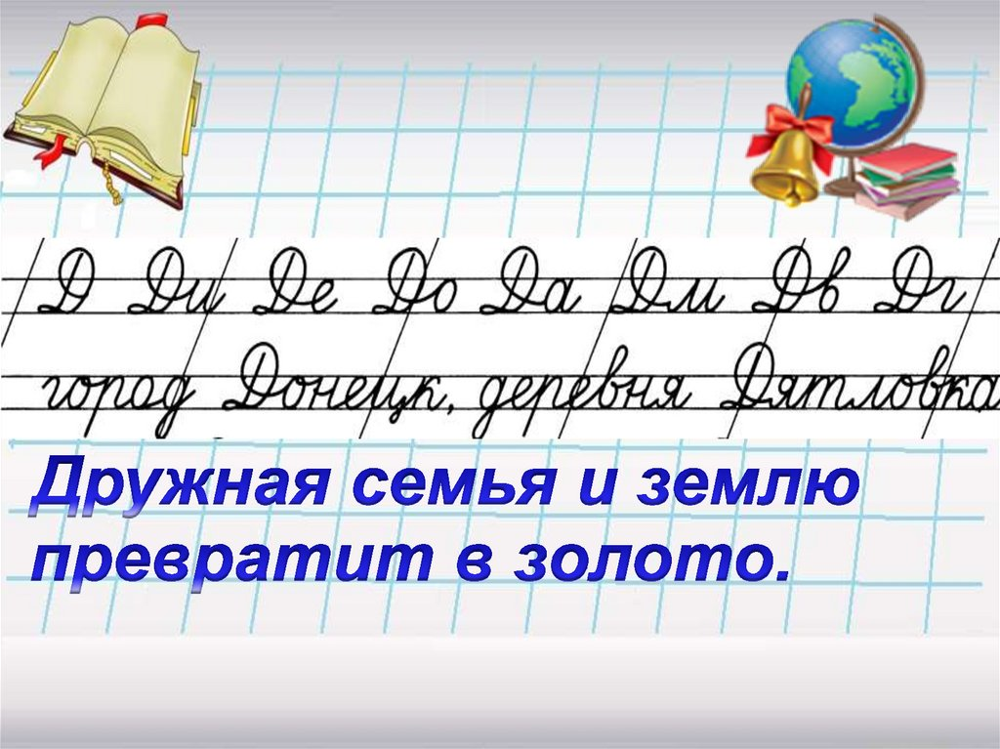 Д Ди Де До Да Дм Дв Дг
город Донецк, деревня Дятловка
Дружная семья и землю
превратит в золото.